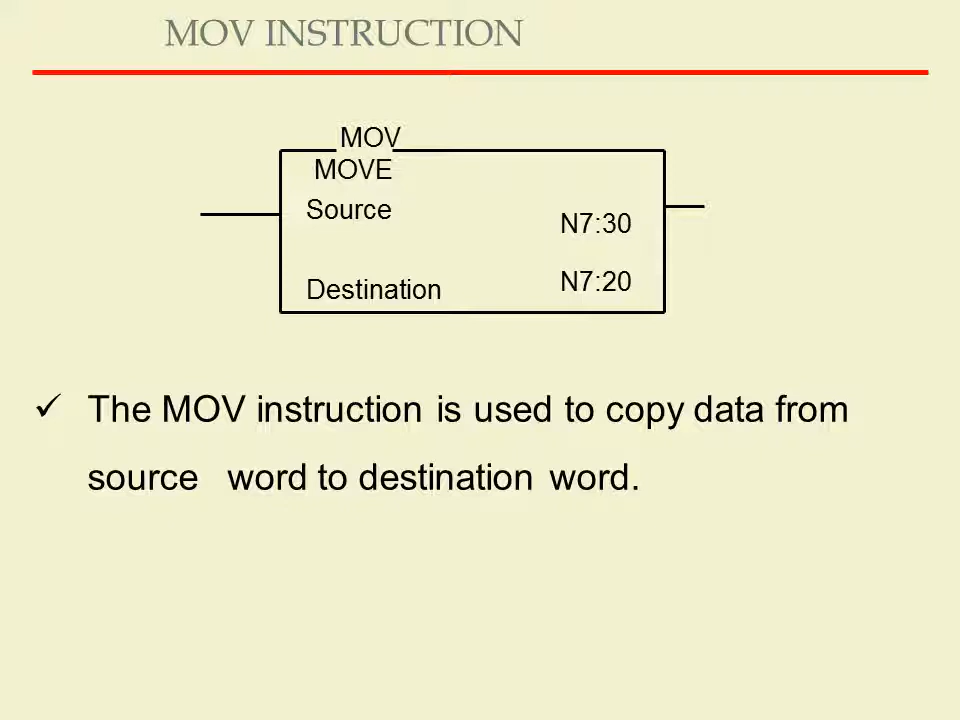 MOV INSTRUCTION
MOV
MOVE
Source
N7:30
Destination
N7:20
The MOV instruction is used to copy data from
source word to destination word.